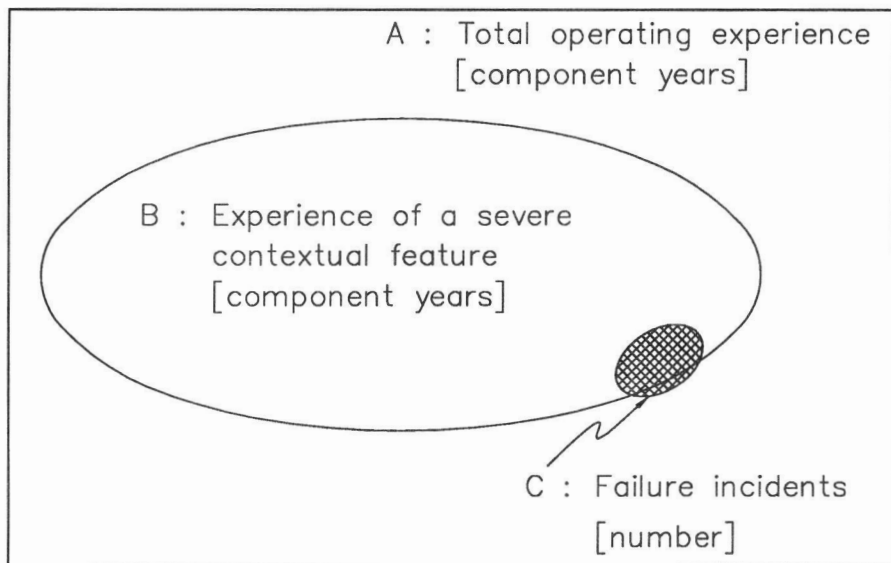 A : Total operating experience
[component years]
B : Experience of a severe
contextual feature
[component years]
C : Failure incidents
[number]